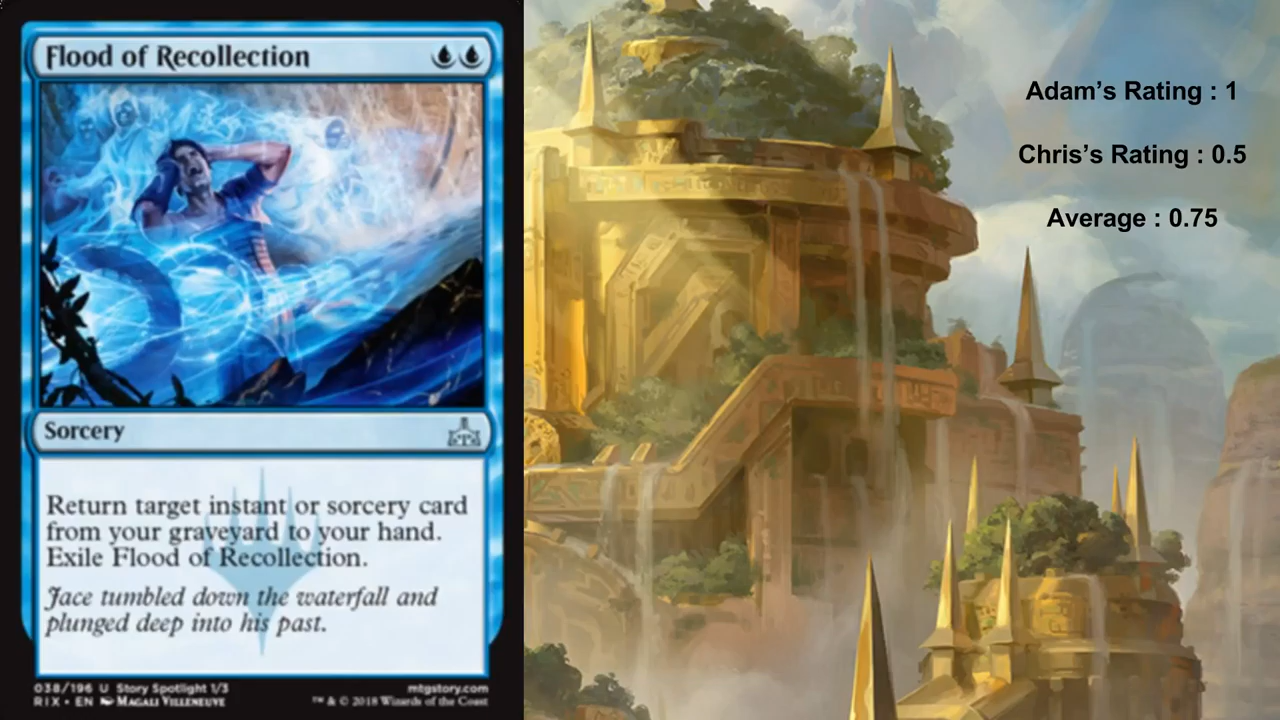 Flood of Recollection
Sorcery
Return target instant or sorcery card
from your graveyard to your hand.
Exile Flood of Recollection.
Jace tumbled down the waterfall and
plunged deep into his past.
038/196 U Story Spotlight 1/3
mtgstory.com
RIX • EN Magali Villeneuve
™ & © 2018 Wizards of the Coast
Adam's Rating : 1
Chris's Rating : 0.5
Average : 0.75